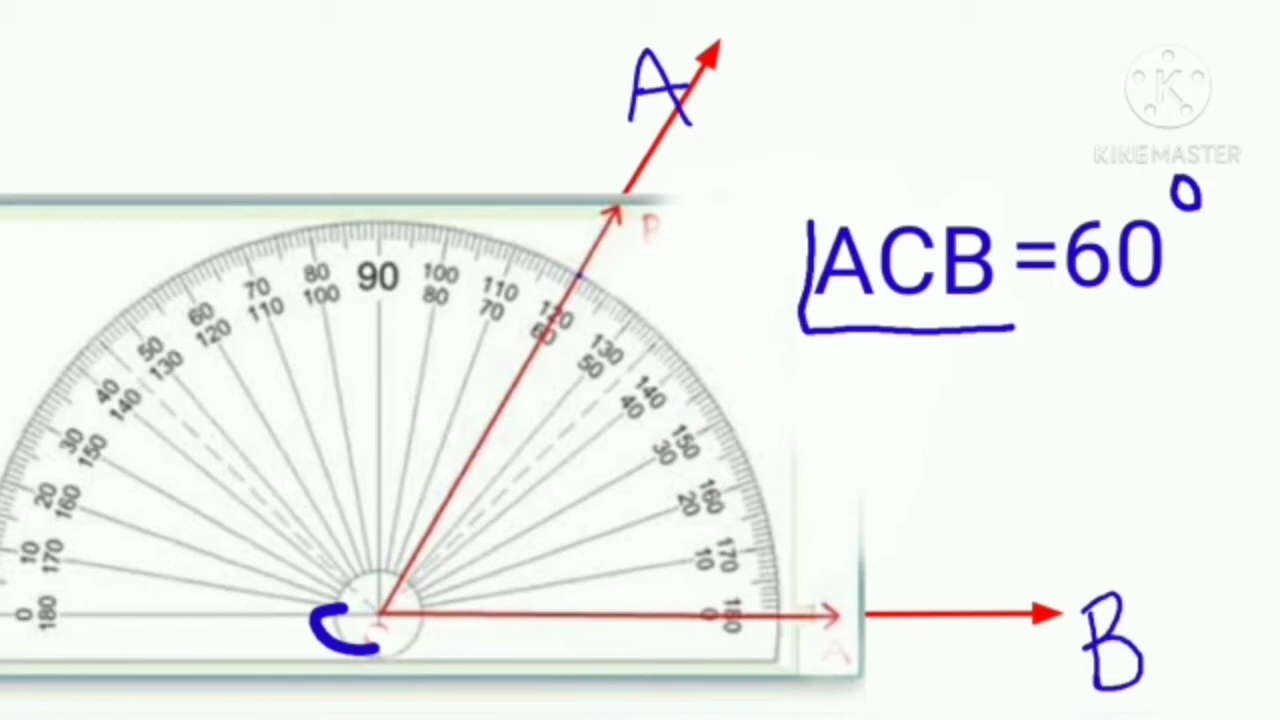 A
K
KINEMASTER
B
ACB =60°
90
80 100
100 80
70 110
110 70
60 120
120 60
50 130
130 50
40 140
140 40
30 150
150 30
20 160
160 20
10 170
170 10
0 180
0 180
C
A
B